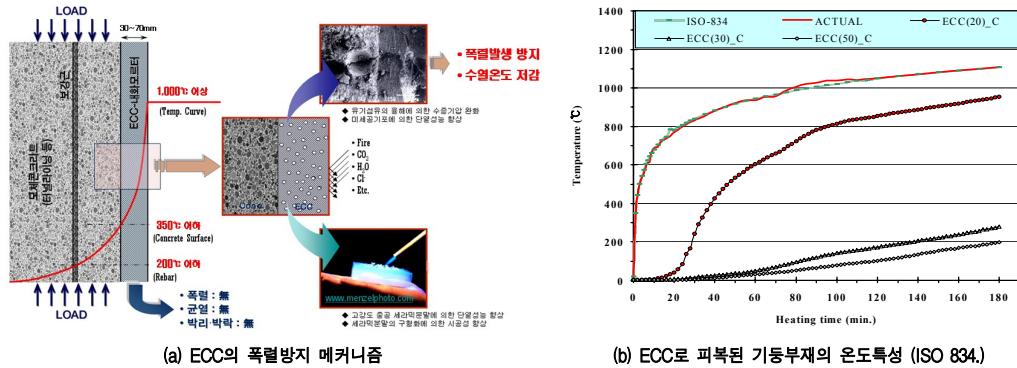 LOAD
30~70mm
보강근
모체콘크리트
(터널라이닝 등)
ECC-내화모르터
1.000℃ 이상
(Temp. Curve)
350℃ 이하
(Concrete Surface)
200℃ 이하
(Rebar)
LOAD
• 폭렬 : 無
• 균열 : 無
• 박리·박락 : 無
• 폭렬발생 방지
• 수열온도 저감
◆ 유기섬유의 융해에 의한 수증기압 완화
◆ 미세공기포에 의한 단열성능 향상
Conc
ECC
• Fire
• CO2
• H2O
• Cl-
• Etc.
www.menzelphoto.com
◆ 고강도 중공 세라믹분말에 의한 단열성능 향상
◆ 세라믹분말의 구형화에 의한 시공성 향상
(a) ECC의 폭렬방지 메커니즘
ISO-834
ACTUAL
ECC(20)_C
ECC(30)_C
ECC(50)_C
Temperature (℃)
1400
1200
1000
800
600
400
200
0
0 20 40 60 80 100 120 140 160 180
Heating time (min.)
(b) ECC로 피복된 기둥부재의 온도특성 (ISO 834.)